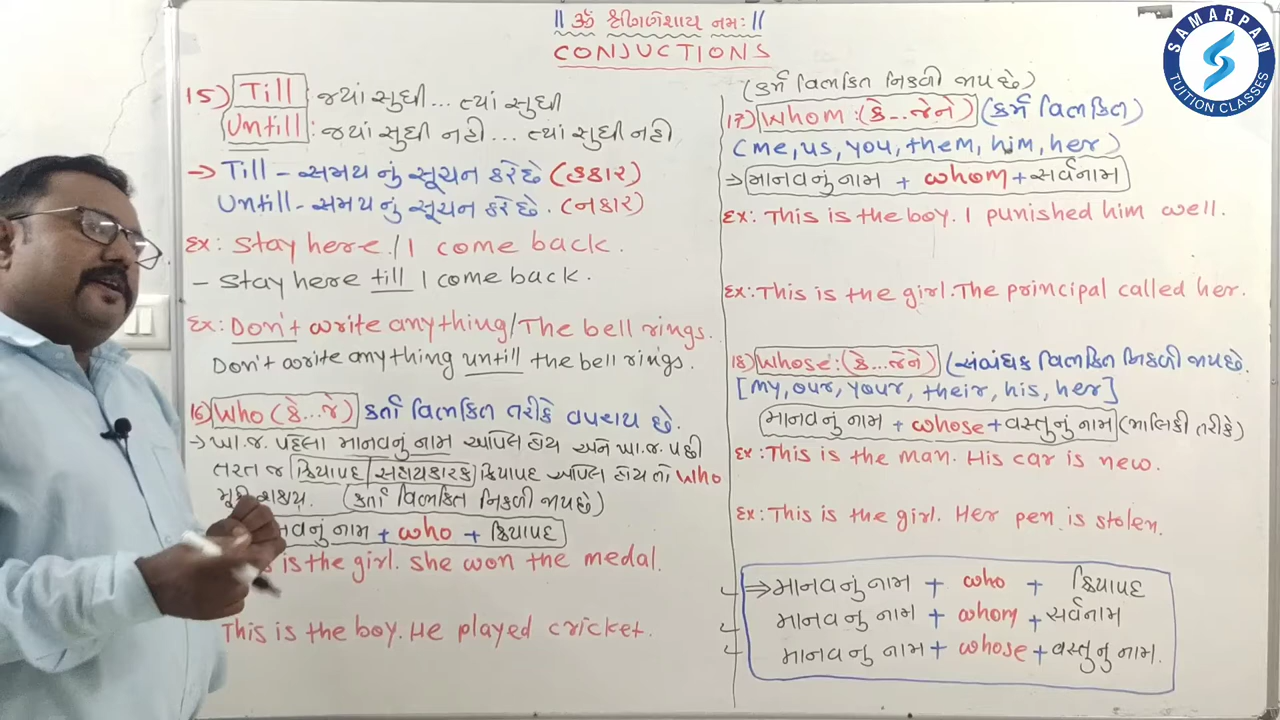 || ૐ શ્રી ગણેશાય નમઃ ||
CONJUCTIONS
15) Till જ્યાં સુધી... ત્યાં સુધી
Untill : જ્યાં સુધી નહી... ત્યાં સુધી નહી
→ Till - સમય નું સૂચન કરે છે (હકાર)
Untill - સમય નું સૂચન કરે છે. (નકાર)
Ex: Stay here./I come back.
- Stay here till I come back.
Ex: Don't write anything/The bell rings.
Don't write anything untill the bell rings.
16) Who (કે...જે) કર્તા વિભકિત તરીકે વપરાય છે.
→ ખા.જ. પહેલા માનવનું નામ આપેલ હોય અને ખા.જ. પછી
તરત જ ક્રિયાપદ સહાયકારક ક્રિયાપદ આપેલ હોય તો who
મૂકી શકાય. (કર્તા વિભકિત નિકળી જાય છે)
નવનું નામ + who + ક્રિયાપદ
is the girl. She won the medal.
This is the boy. He played cricket.
(કર્મ વિભકિત નિકળી જાય છે)
17) Whom : (કે...જેને) (કર્મ વિભકિત)
(me, us, you, them, him, her)
→ માનવનું નામ + whom + સર્વનામ
Ex: This is the boy. I punished him well.
Ex: This is the girl. The principal called her.
18) Whose : (કે...જેને) (સંબંધક વિભકિત નિકળી જાય છે.
[my, our, your, their, his, her]
માનવનું નામ + whose + વસ્તુનું નામ (માલિકી તરીકે)
Ex: This is the man. His car is new.
Ex: This is the girl. Her pen is stolen.
⇒ માનવનું નામ + who + ક્રિયાપદ
માનવનું નામ + whom + સર્વનામ
માનવનુ નામ + whose + વસ્તુનુ નામ.
SAMARPAN
TUITION CLASSES